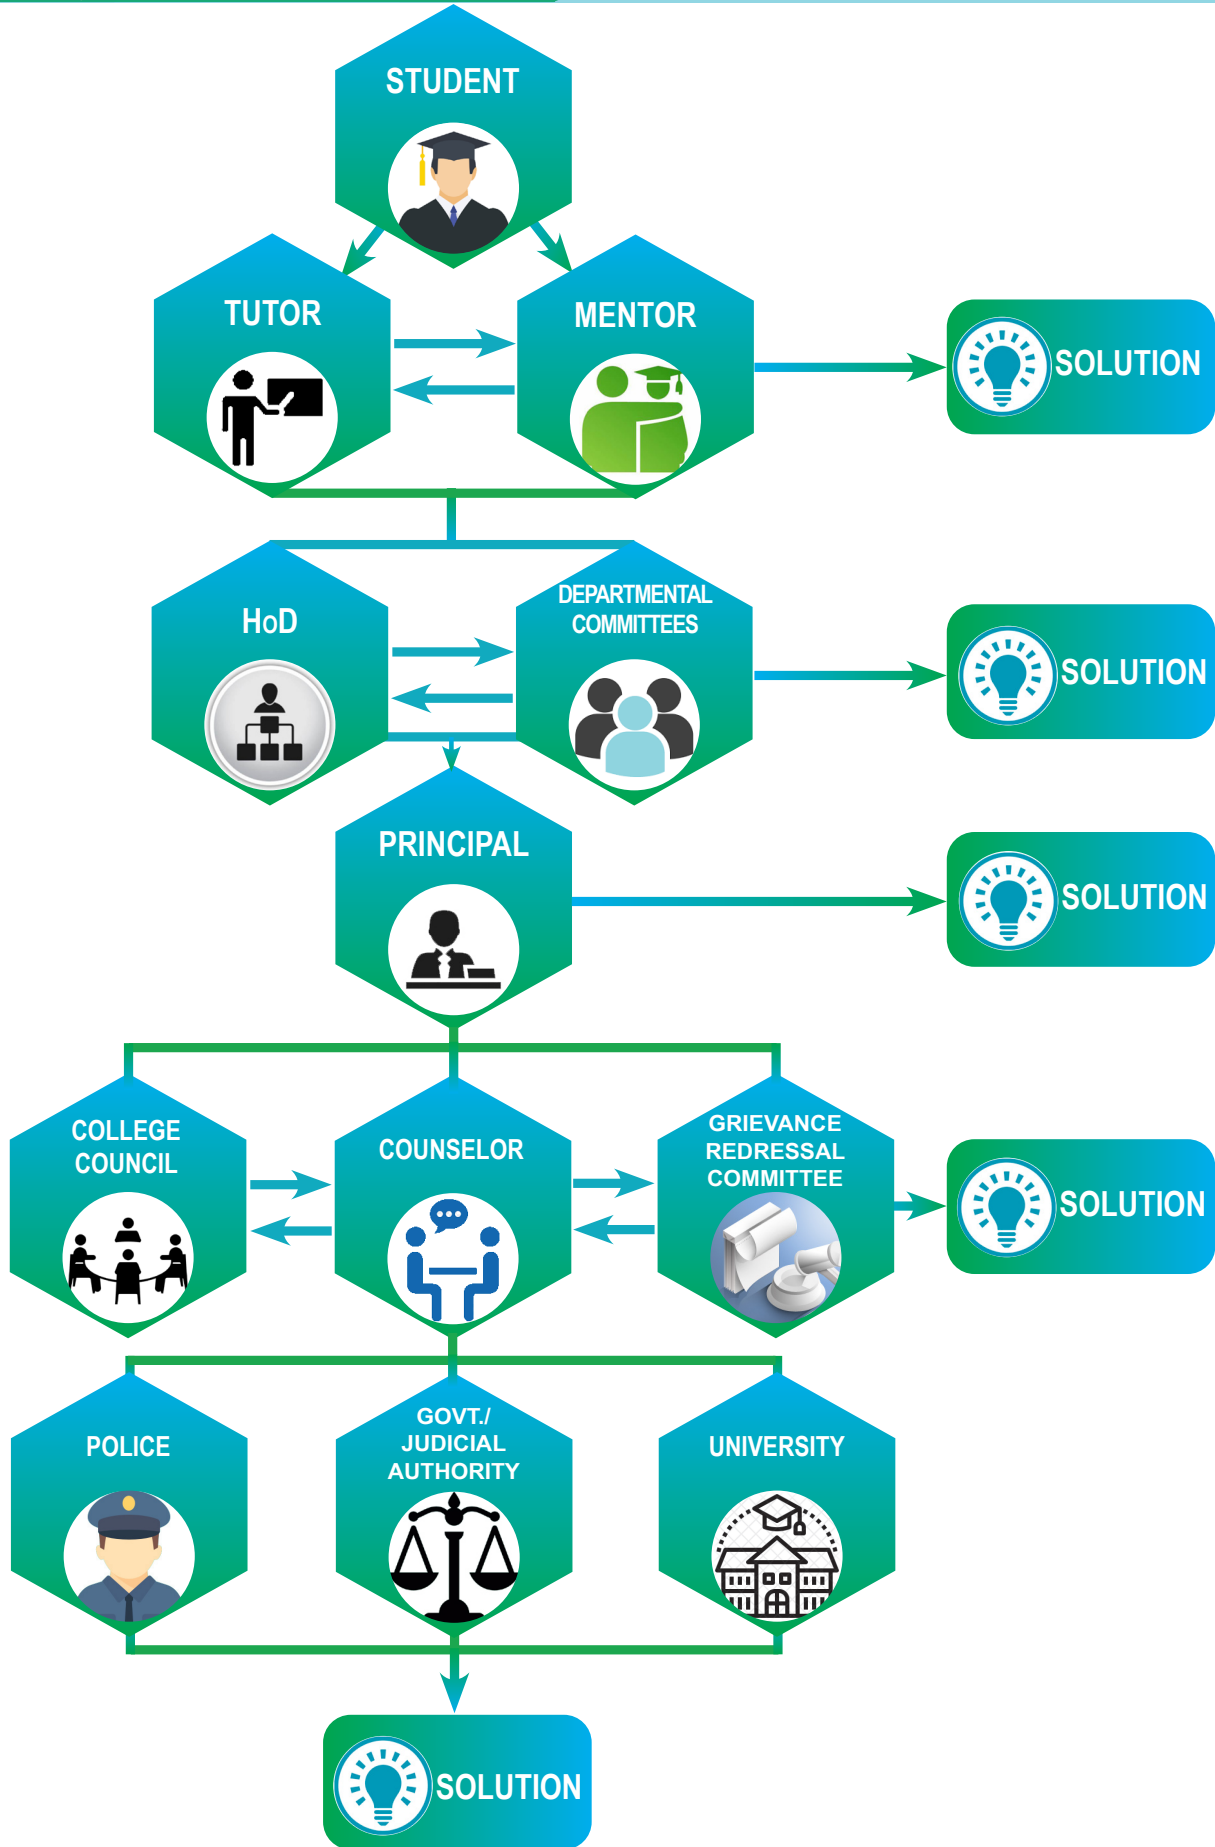 STUDENT
TUTOR
MENTOR
SOLUTION
HoD
DEPARTMENTAL
COMMITTEES
SOLUTION
PRINCIPAL
SOLUTION
COLLEGE
COUNCIL
COUNSELOR
GRIEVANCE
REDRESSAL
COMMITTEE
SOLUTION
POLICE
GOVT./
JUDICIAL
AUTHORITY
UNIVERSITY
SOLUTION